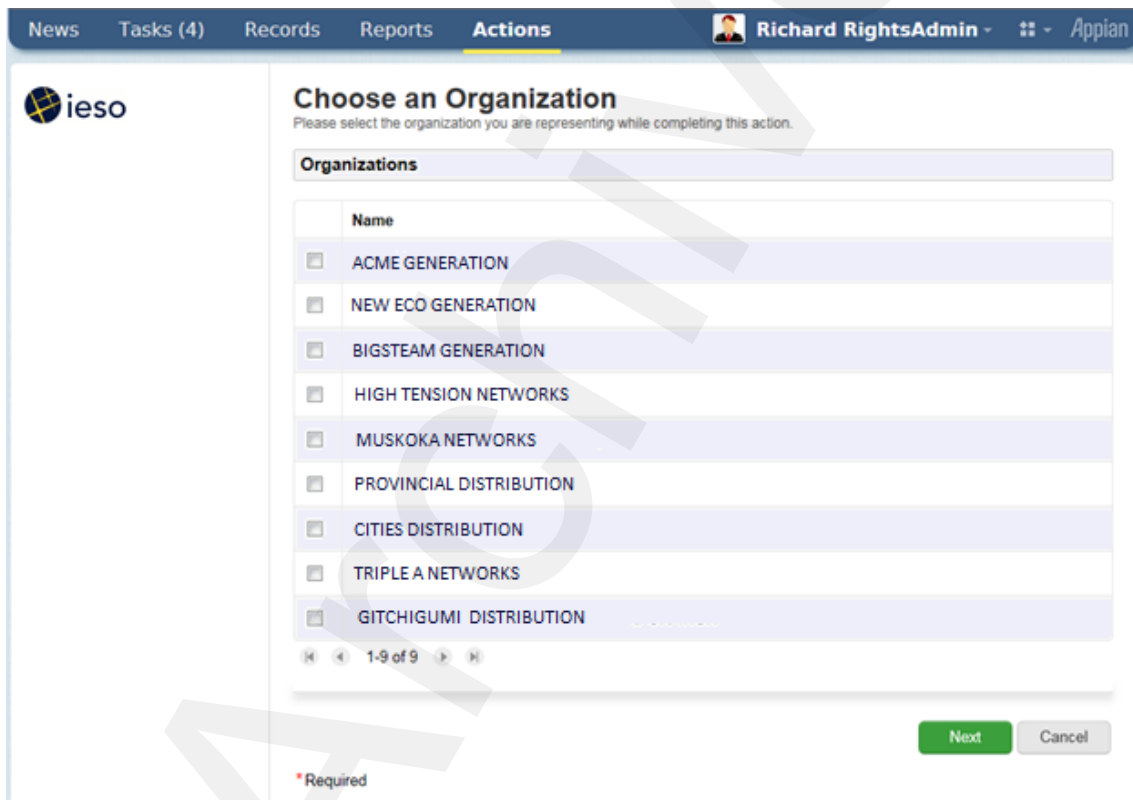 News Tasks (4) Records Reports Actions Richard RightsAdmin Appian
ieso
Choose an Organization
Please select the organization you are representing while completing this action.
Organizations
Name
ACME GENERATION
NEW ECO GENERATION
BIGSTEAM GENERATION
HIGH TENSION NETWORKS
MUSKOKA NETWORKS
PROVINCIAL DISTRIBUTION
CITIES DISTRIBUTION
TRIPLE A NETWORKS
GITCHIGUMI DISTRIBUTION
1-9 of 9
Next Cancel
*Required
Archiv